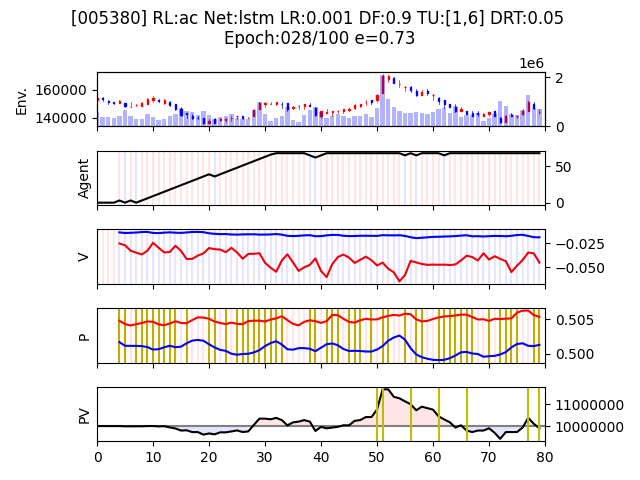 [005380] RL:ac Net:lstm LR:0.001 DF:0.9 TU:[1,6] DRT:0.05
Epoch:028/100 e=0.73
1e6
Env.
160000
140000
2
0
Agent
50
0
V
−0.025
−0.050
P
0.505
0.500
PV
11000000
10000000
0 10 20 30 40 50 60 70 80